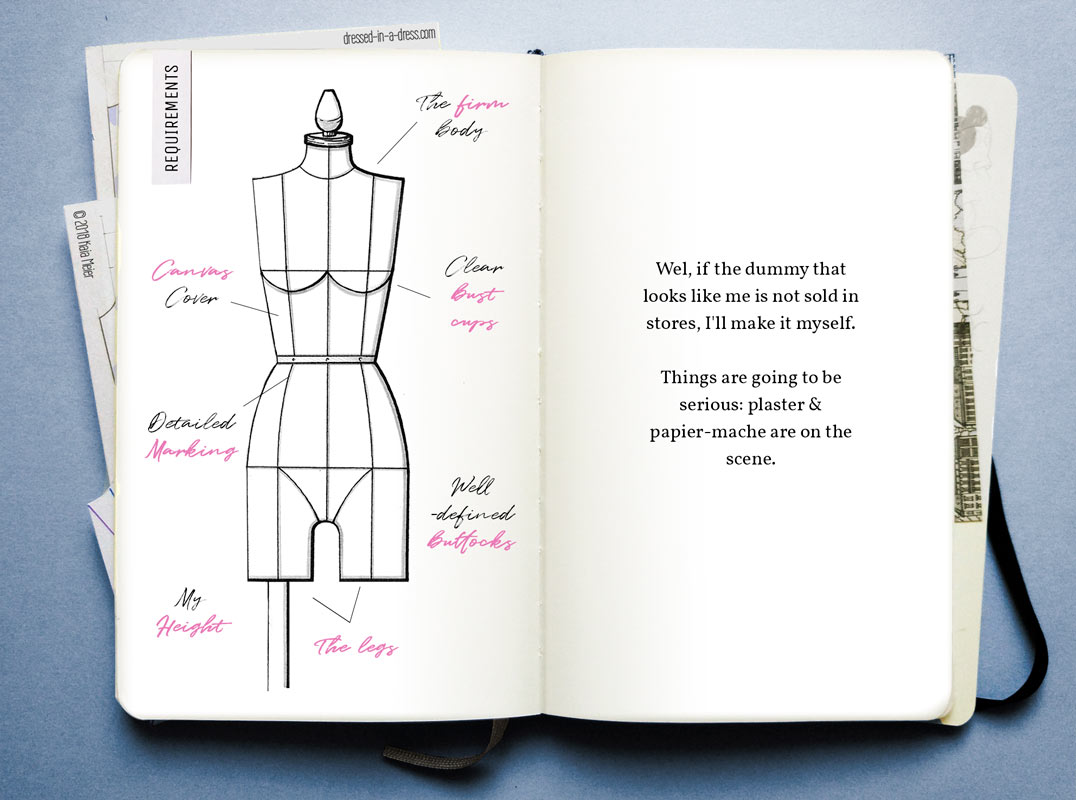 dressed-in-a-dress.com
REQUIREMENTS
© 2018 Kaia Meier
The firm
Body
Canvas
Cover
Clear
Bust
cups
Detailed
Marking
Well
-defined
Buttocks
My
Height
The legs
Wel, if the dummy that
looks like me is not sold in
stores, I'll make it myself.
Things are going to be
serious: plaster &
papier-mache are on the
scene.